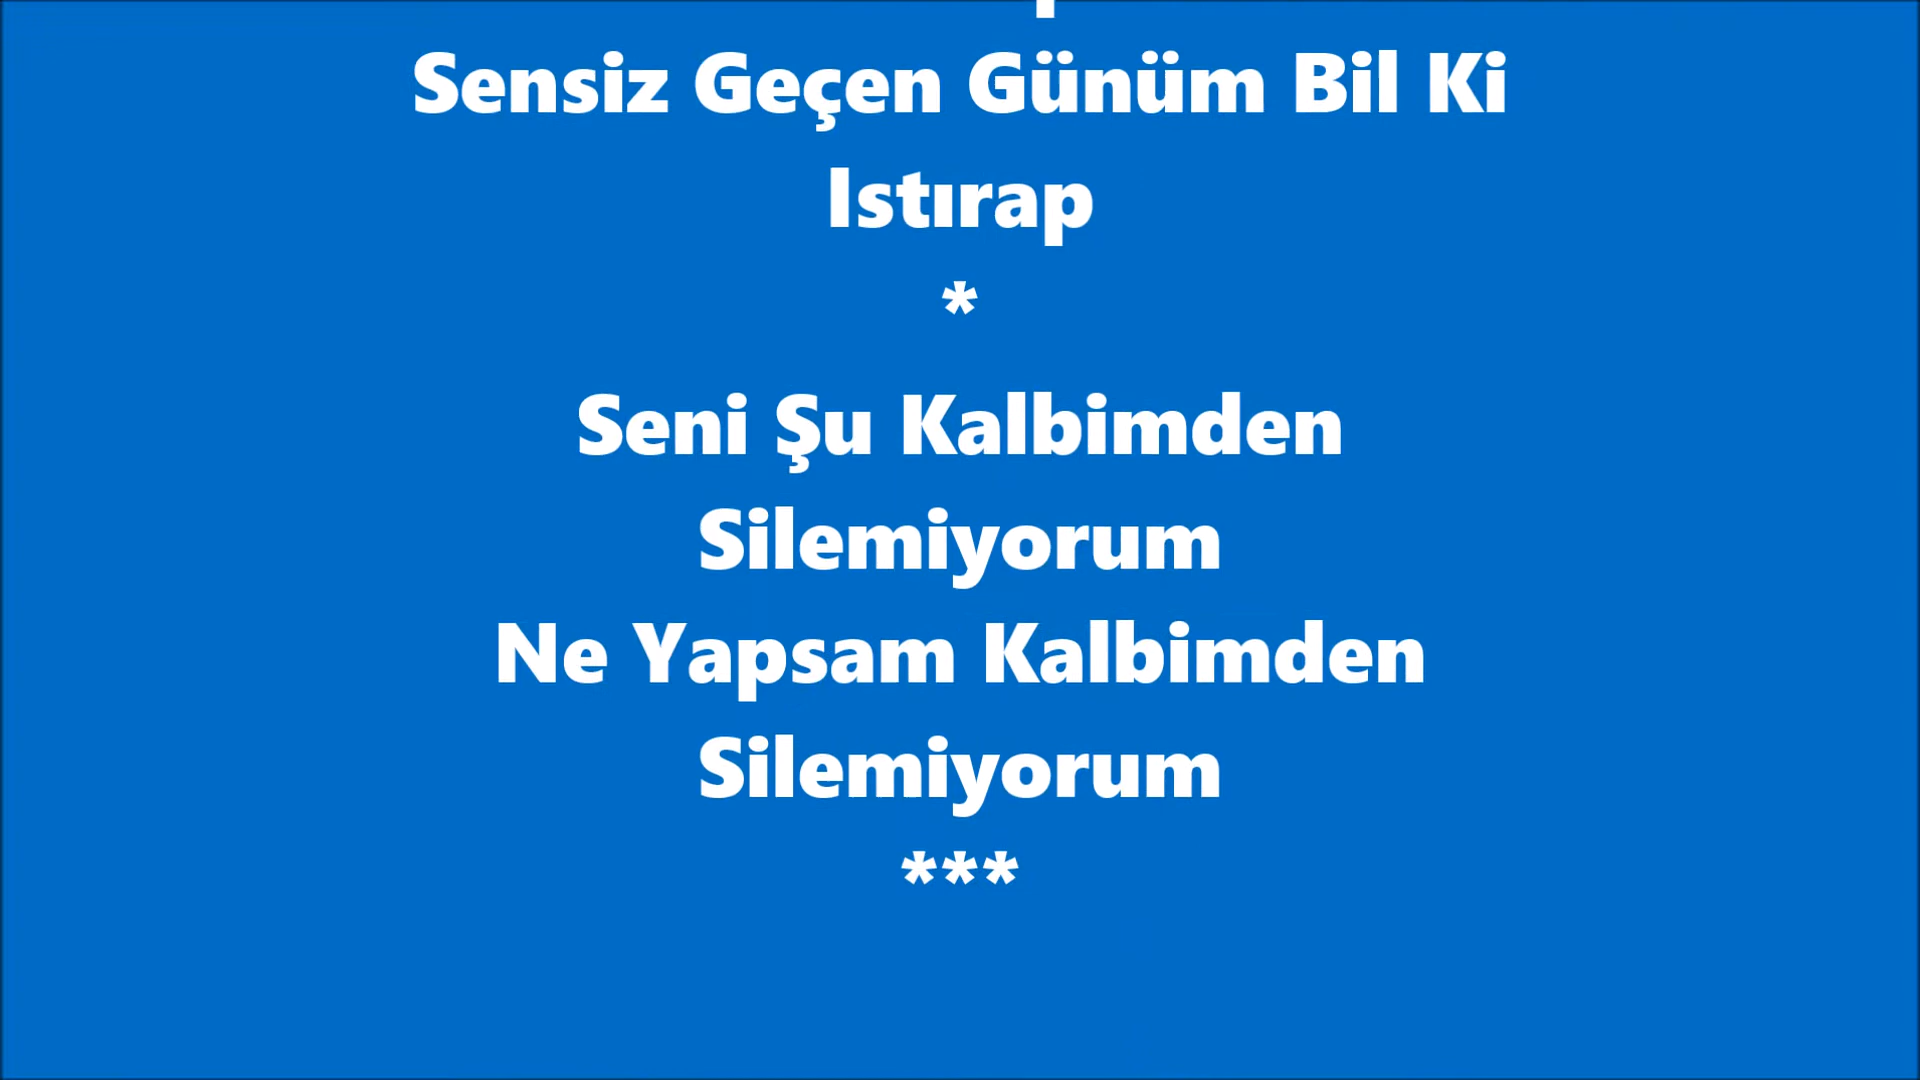 Sensiz Geçen Günüm Bil Ki
Istırap
*
Seni Şu Kalbimden
Silemiyorum
Ne Yapsam Kalbimden
Silemiyorum
***